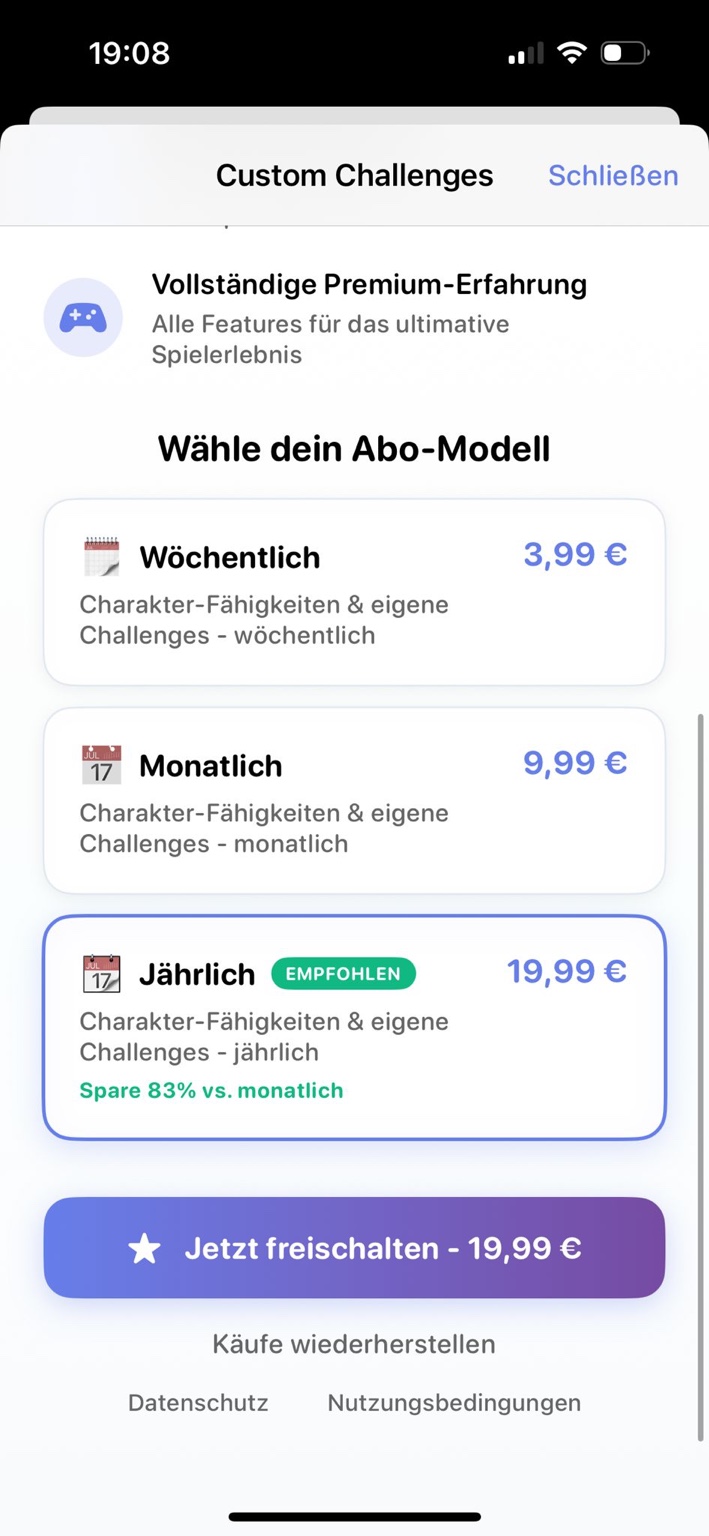 19:08
Custom Challenges
Schließen
Vollständige Premium-Erfahrung
Alle Features für das ultimative
Spielerlebnis
Wähle dein Abo-Modell
Wöchentlich
3,99 €
Charakter-Fähigkeiten & eigene
Challenges - wöchentlich
JUL
17
Monatlich
9,99 €
Charakter-Fähigkeiten & eigene
Challenges - monatlich
JUL
17
Jährlich
EMPFOHLEN
19,99 €
Charakter-Fähigkeiten & eigene
Challenges - jährlich
Spare 83% vs. monatlich
Jetzt freischalten - 19,99 €
Käufe wiederherstellen
Datenschutz
Nutzungsbedingungen